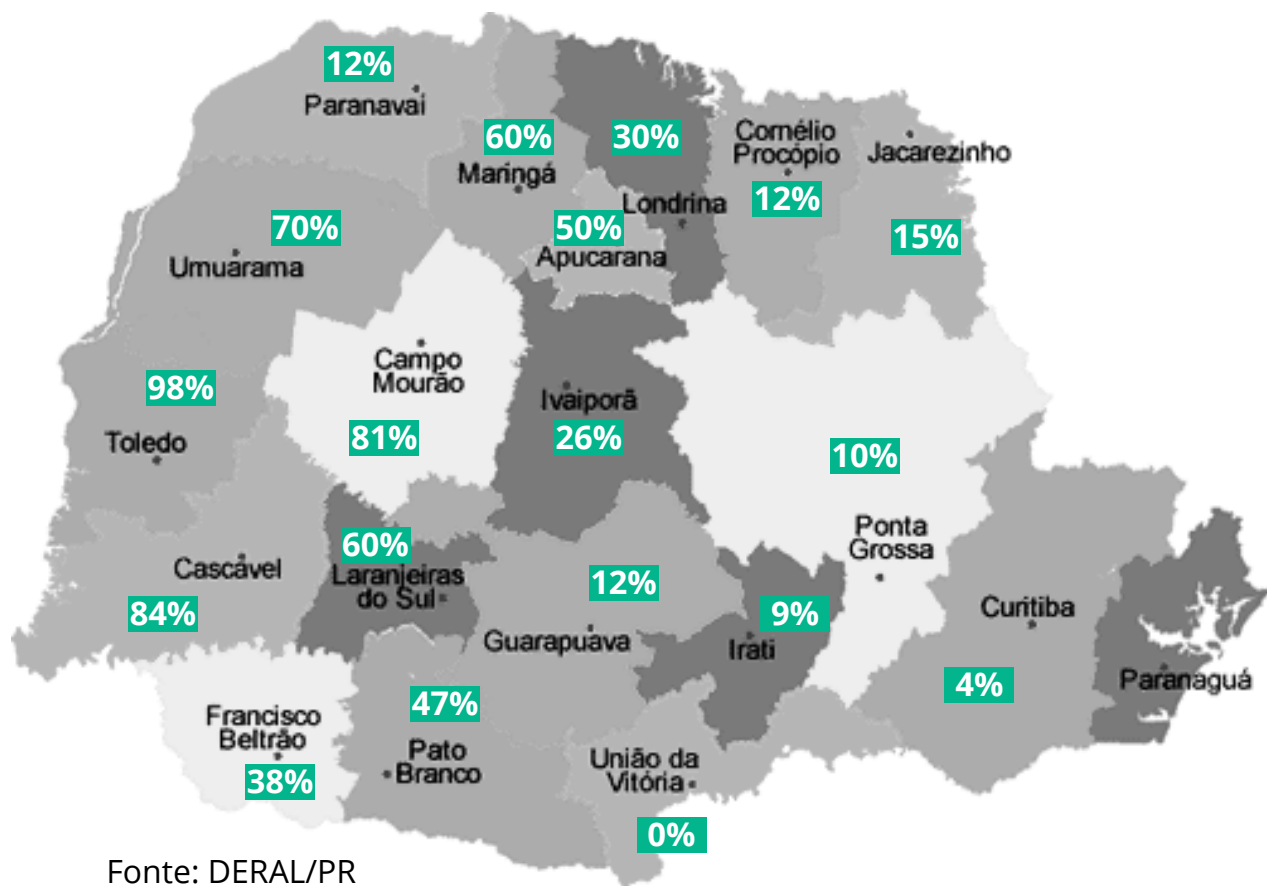 12%
Paranavaí
60%
Maringá
30%
Londrina
Cornélio
Procópio
12%
Jacarezinho
15%
70%
Umuarama
50%
Apucarana
98%
Toledo
Campo
Mourão
81%
Ivaiporã
26%
10%
Ponta
Grossa
Cascável
84%
60%
Laranjeiras
do Sul
12%
Guarapuava
9%
Irati
Curitiba
4%
Paranaguá
Francisco
Beltrão
38%
47%
Pato
Branco
União da
Vitória
0%
Fonte: DERAL/PR